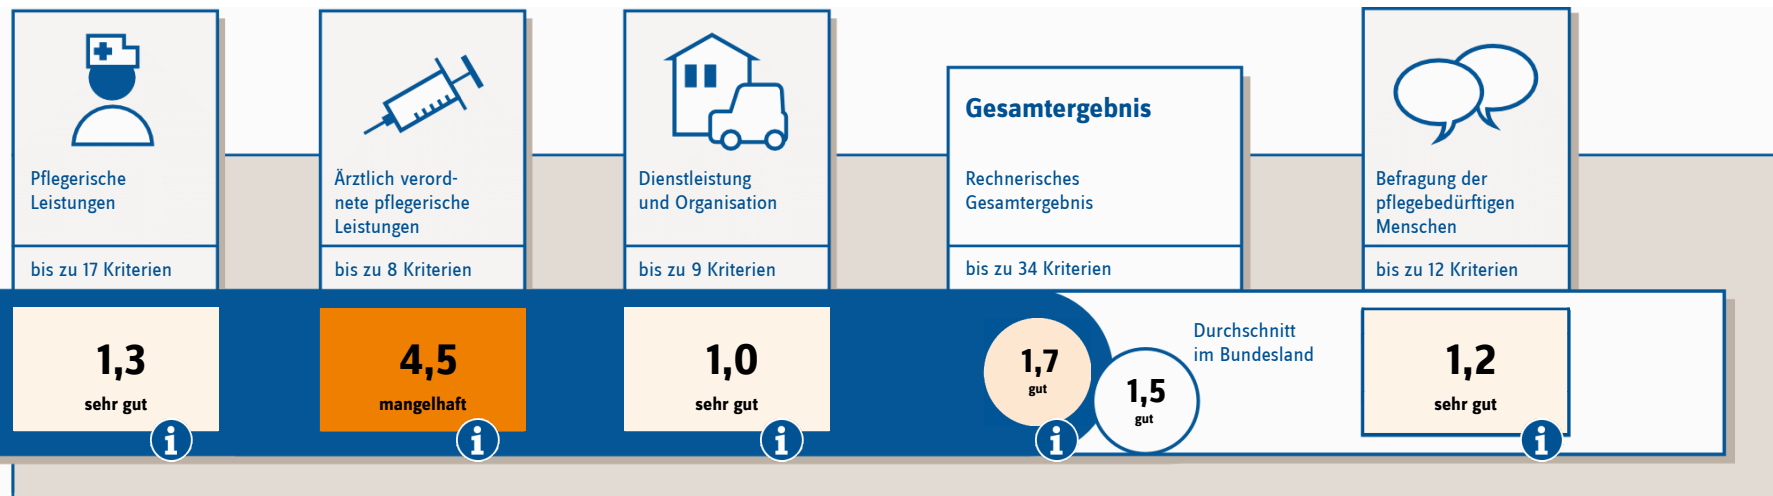 Pflegerische
Leistungen
bis zu 17 Kriterien
1,3
sehr gut
i
Ärztlich verord-
nete pflegerische
Leistungen
bis zu 8 Kriterien
4,5
mangelhaft
i
Dienstleistung
und Organisation
bis zu 9 Kriterien
1,0
sehr gut
i
Gesamtergebnis
Rechnerisches
Gesamtergebnis
bis zu 34 Kriterien
1,7
gut
i
1,5
gut
Durchschnitt
im Bundesland
Befragung der
pflegebedürftigen
Menschen
bis zu 12 Kriterien
1,2
sehr gut
i